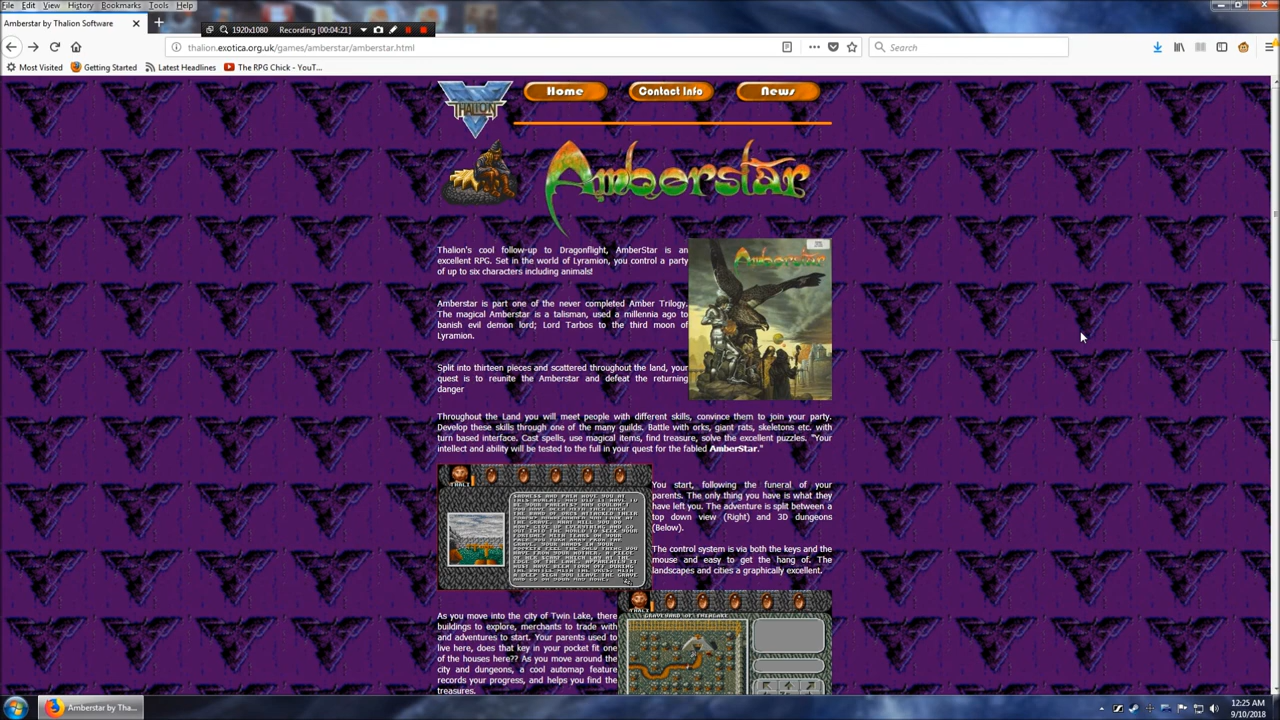 File Edit View History Bookmarks Tools Help
Amberstar by Thalion Software
1920x1080 Recording [00:04:21]
thalion.exotica.org.uk/games/amberstar/amberstar.html
Search
Most Visited Getting Started Latest Headlines The RPG Chick - YouT...
THALION
Home Contact Info News
Amberstar
Thalion's cool follow-up to Dragonflight, AmberStar is an
excellent RPG. Set in the world of Lyramion, you control a party
of up to six characters including animals!
Amberstar
Amberstar is part one of the never completed Amber Trilogy.
The magical Amberstar is a talisman, used a millennia ago to
banish evil demon lord; Lord Tarbos to the third moon of
Lyramion.
Split into thirteen pieces and scattered throughout the land, your
quest is to reunite the Amberstar and defeat the returning
danger
Throughout the Land you will meet people with different skills, convince them to join your party.
Develop these skills through one of the many guilds. Battle with orks, giant rats, skeletons etc. with
turn based interface. Cast spells, use magical items, find treasure, solve the excellent puzzles. "Your
intellect and ability will be tested to the full in your quest for the fabled AmberStar."
THALI
You start, following the funeral of your
parents. The only thing you have is what they
have left you. The adventure is split between a
top down view (Right) and 3D dungeons
(Below).
The control system is via both the keys and the
mouse and easy to get the hang of. The
landscapes and cities a graphically excellent.
As you move into the city of Twin Lake, there
buildings to explore, merchants to trade with
and adventures to start. Your parents used to
live here, does that key in your pocket fit one
of the houses here?? As you move around the
city and dungeons, a cool automap feature
records your progress, and helps you find the
treasures.
THALI
Amberstar by Tha...
12:25 AM
9/10/2018